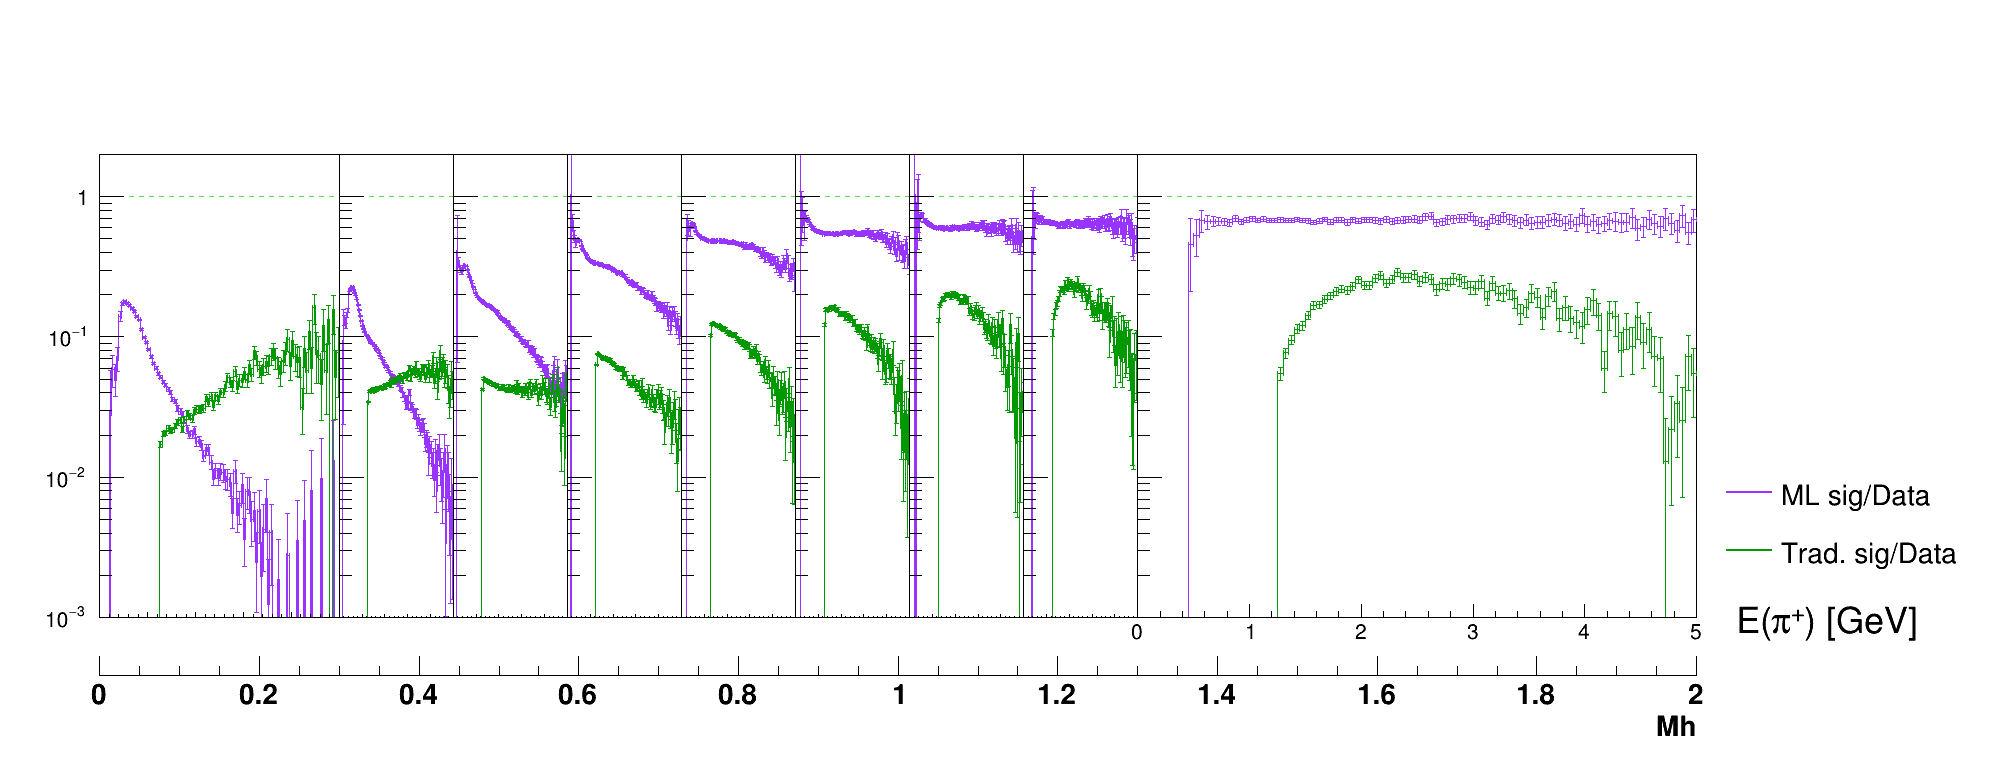 1
10⁻¹
10⁻²
10⁻³
ML sig/Data
Trad. sig/Data
0 1 2 3 4 5
E(π⁺) [GeV]
0 0.2 0.4 0.6 0.8 1 1.2 1.4 1.6 1.8 2
Mh